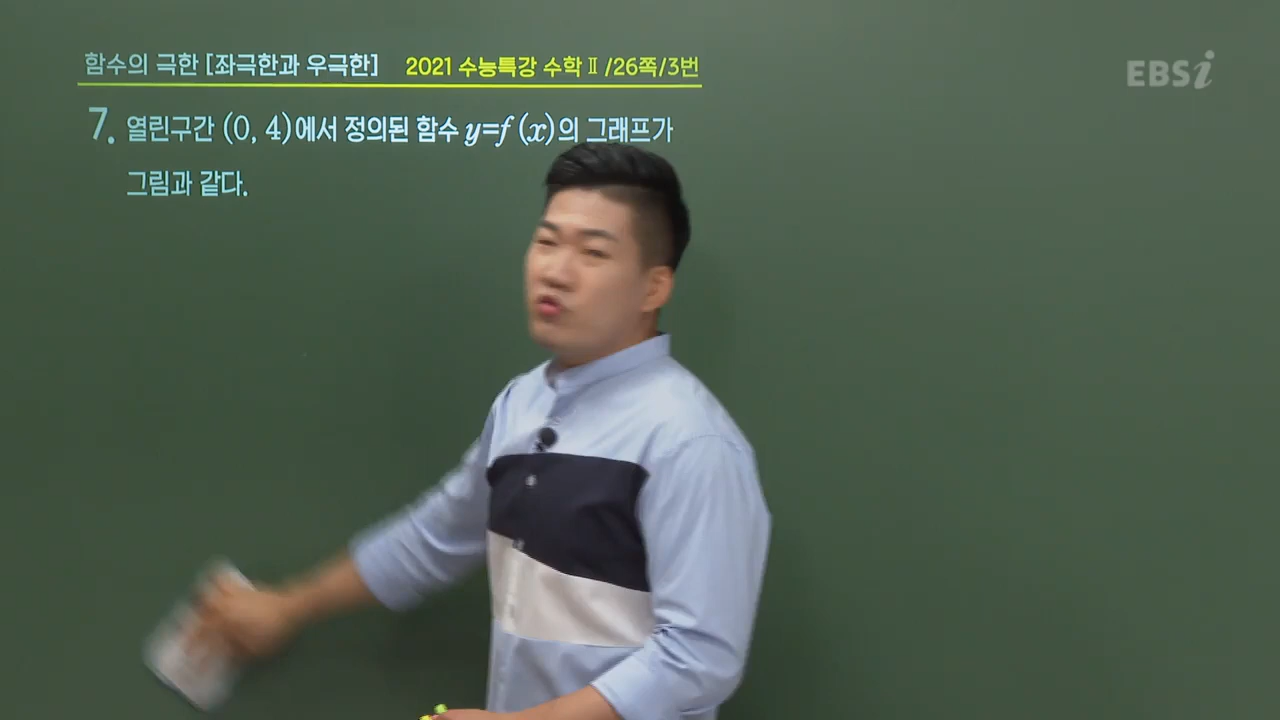 함수의 극한 [좌극한과 우극한] 2021 수능특강 수학Ⅱ/26쪽/3번
EBSi
7. 열린구간 (0, 4)에서 정의된 함수 y=f(x)의 그래프가
그림과 같다.